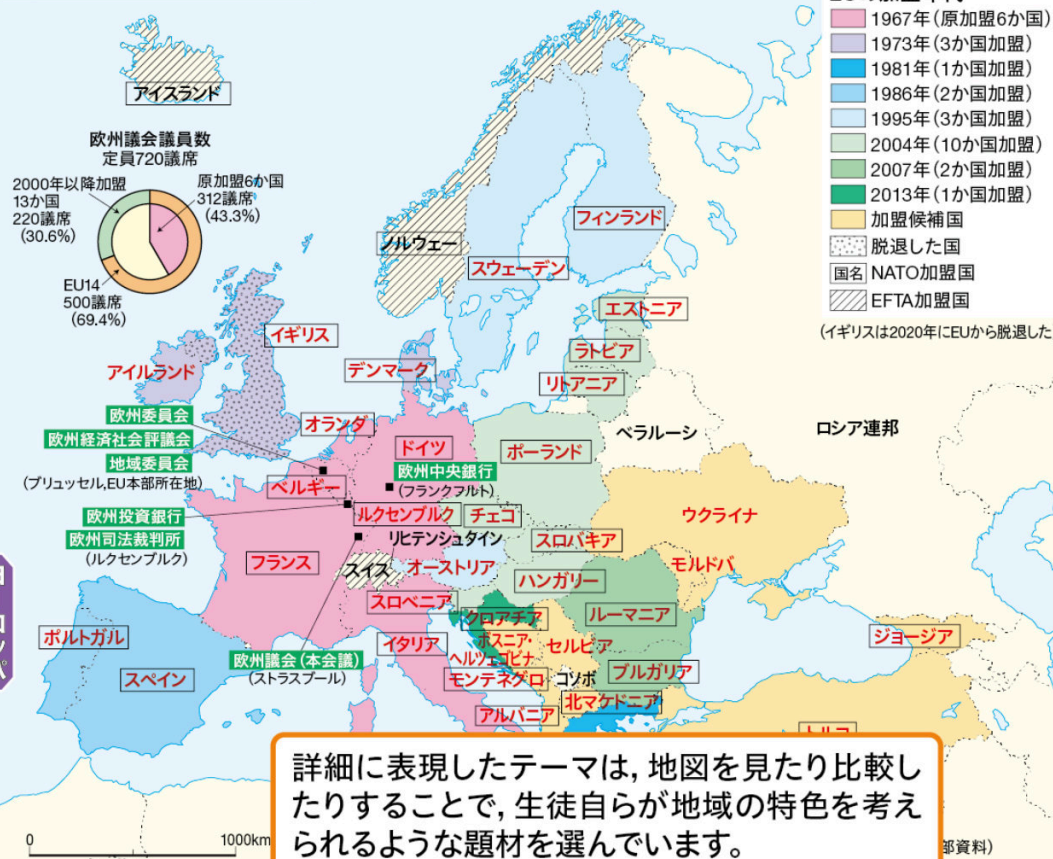 1967年(原加盟6か国)
1973年(3か国加盟)
1981年(1か国加盟)
1986年(2か国加盟)
1995年(3か国加盟)
2004年(10か国加盟)
2007年(2か国加盟)
2013年(1か国加盟)
加盟候補国
脱退した国
国名 NATO加盟国
EFTA加盟国
(イギリスは2020年にEUから脱退した
アイスランド
欧州議会議員数
定員720議席
2000年以降加盟
13か国
220議席
(30.6%)
原加盟6か国
312議席
(43.3%)
EU14
500議席
(69.4%)
ノルウェー
スウェーデン
フィンランド
エストニア
ラトビア
リトアニア
イギリス
アイルランド
デンマーク
オランダ
ベラルーシ
ロシア連邦
欧州委員会
欧州経済社会評議会
地域委員会
(ブリュッセル,EU本部所在地)
ドイツ
ポーランド
欧州中央銀行
(フランクフルト)
ベルギー
欧州投資銀行
欧州司法裁判所
(ルクセンブルク)
ルクセンブルク
チェコ
ウクライナ
リヒテンシュタイン
スロバキア
フランス
スイス
オーストリア
モルドバ
ハンガリー
スロベニア
ルーマニア
クロアチア
ポルトガル
スペイン
イタリア
ボスニア・
ヘルツェゴビナ
セルビア
ジョージア
欧州議会(本会議)
(ストラスブール)
モンテネグロ
コソボ
ブルガリア
北マケドニア
アルバニア
トルコ
詳細に表現したテーマは,地図を見たり比較し
たりすることで,生徒自らが地域の特色を考え
られるような題材を選んでいます。
0 1000km
部資料)